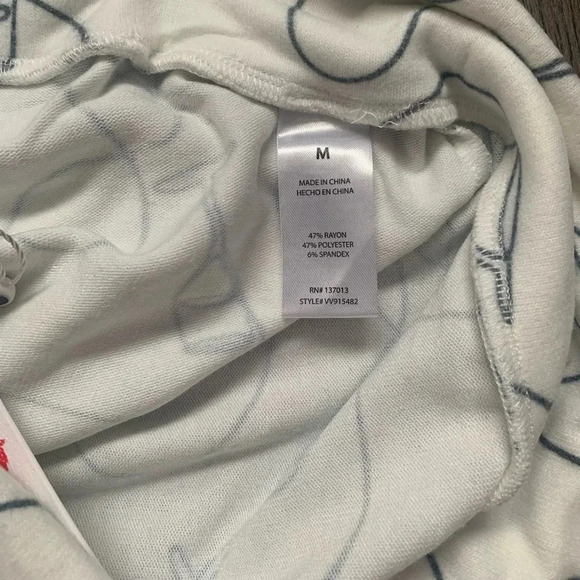 M
MADE IN CHINA
HECHO EN CHINA
47% RAYON
47% POLYESTER
6% SPANDEX
RN# 137013
STYLE# VV915482